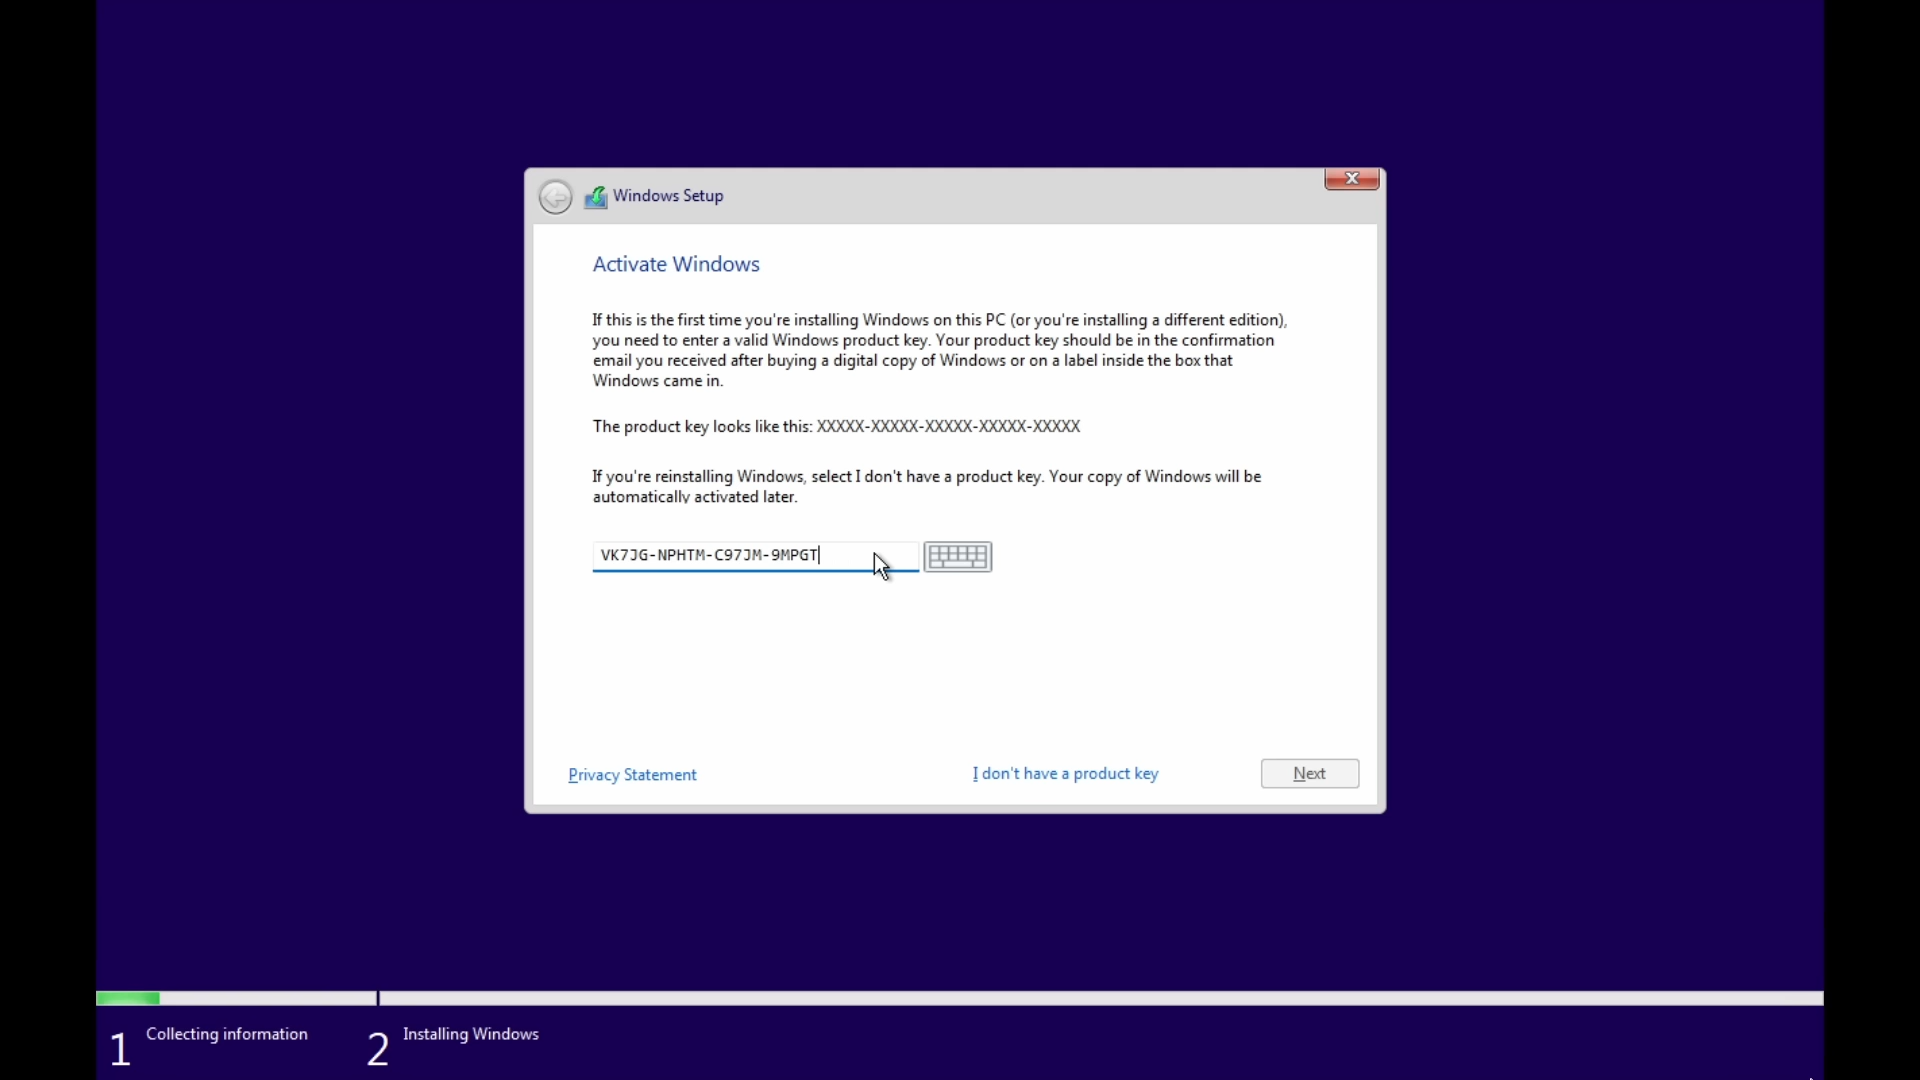 Windows Setup
Activate Windows
If this is the first time you're installing Windows on this PC (or you're installing a different edition),
you need to enter a valid Windows product key. Your product key should be in the confirmation
email you received after buying a digital copy of Windows or on a label inside the box that
Windows came in.
The product key looks like this: XXXXX-XXXXX-XXXXX-XXXXX-XXXXX
If you're reinstalling Windows, select I don't have a product key. Your copy of Windows will be
automatically activated later.
VK7JG-NPHTM-C97JM-9MPGT
Privacy Statement
I don't have a product key
Next
1 Collecting information
2 Installing Windows